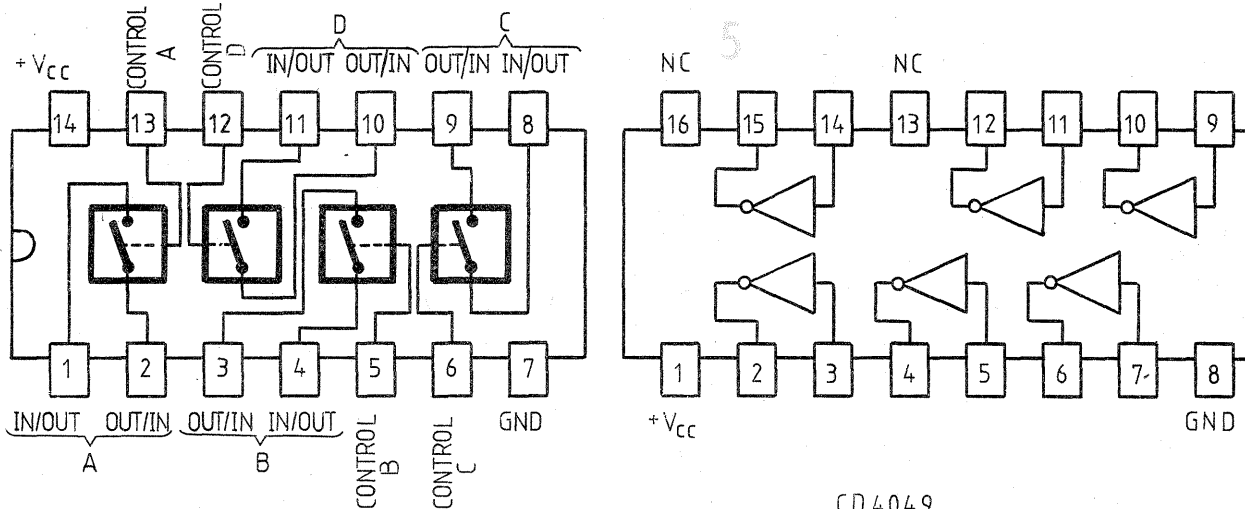 5
D C
CONTROL A CONTROL D IN/OUT OUT/IN OUT/IN IN/OUT NC NC
+VCC
14 13 12 11 10 9 8 16 15 14 13 12 11 10 9
1 2 3 4 5 6 7 1 2 3 4 5 6 7 8
IN/OUT OUT/IN OUT/IN IN/OUT CONTROL B CONTROL C GND +VCC GND
A B
CD4049